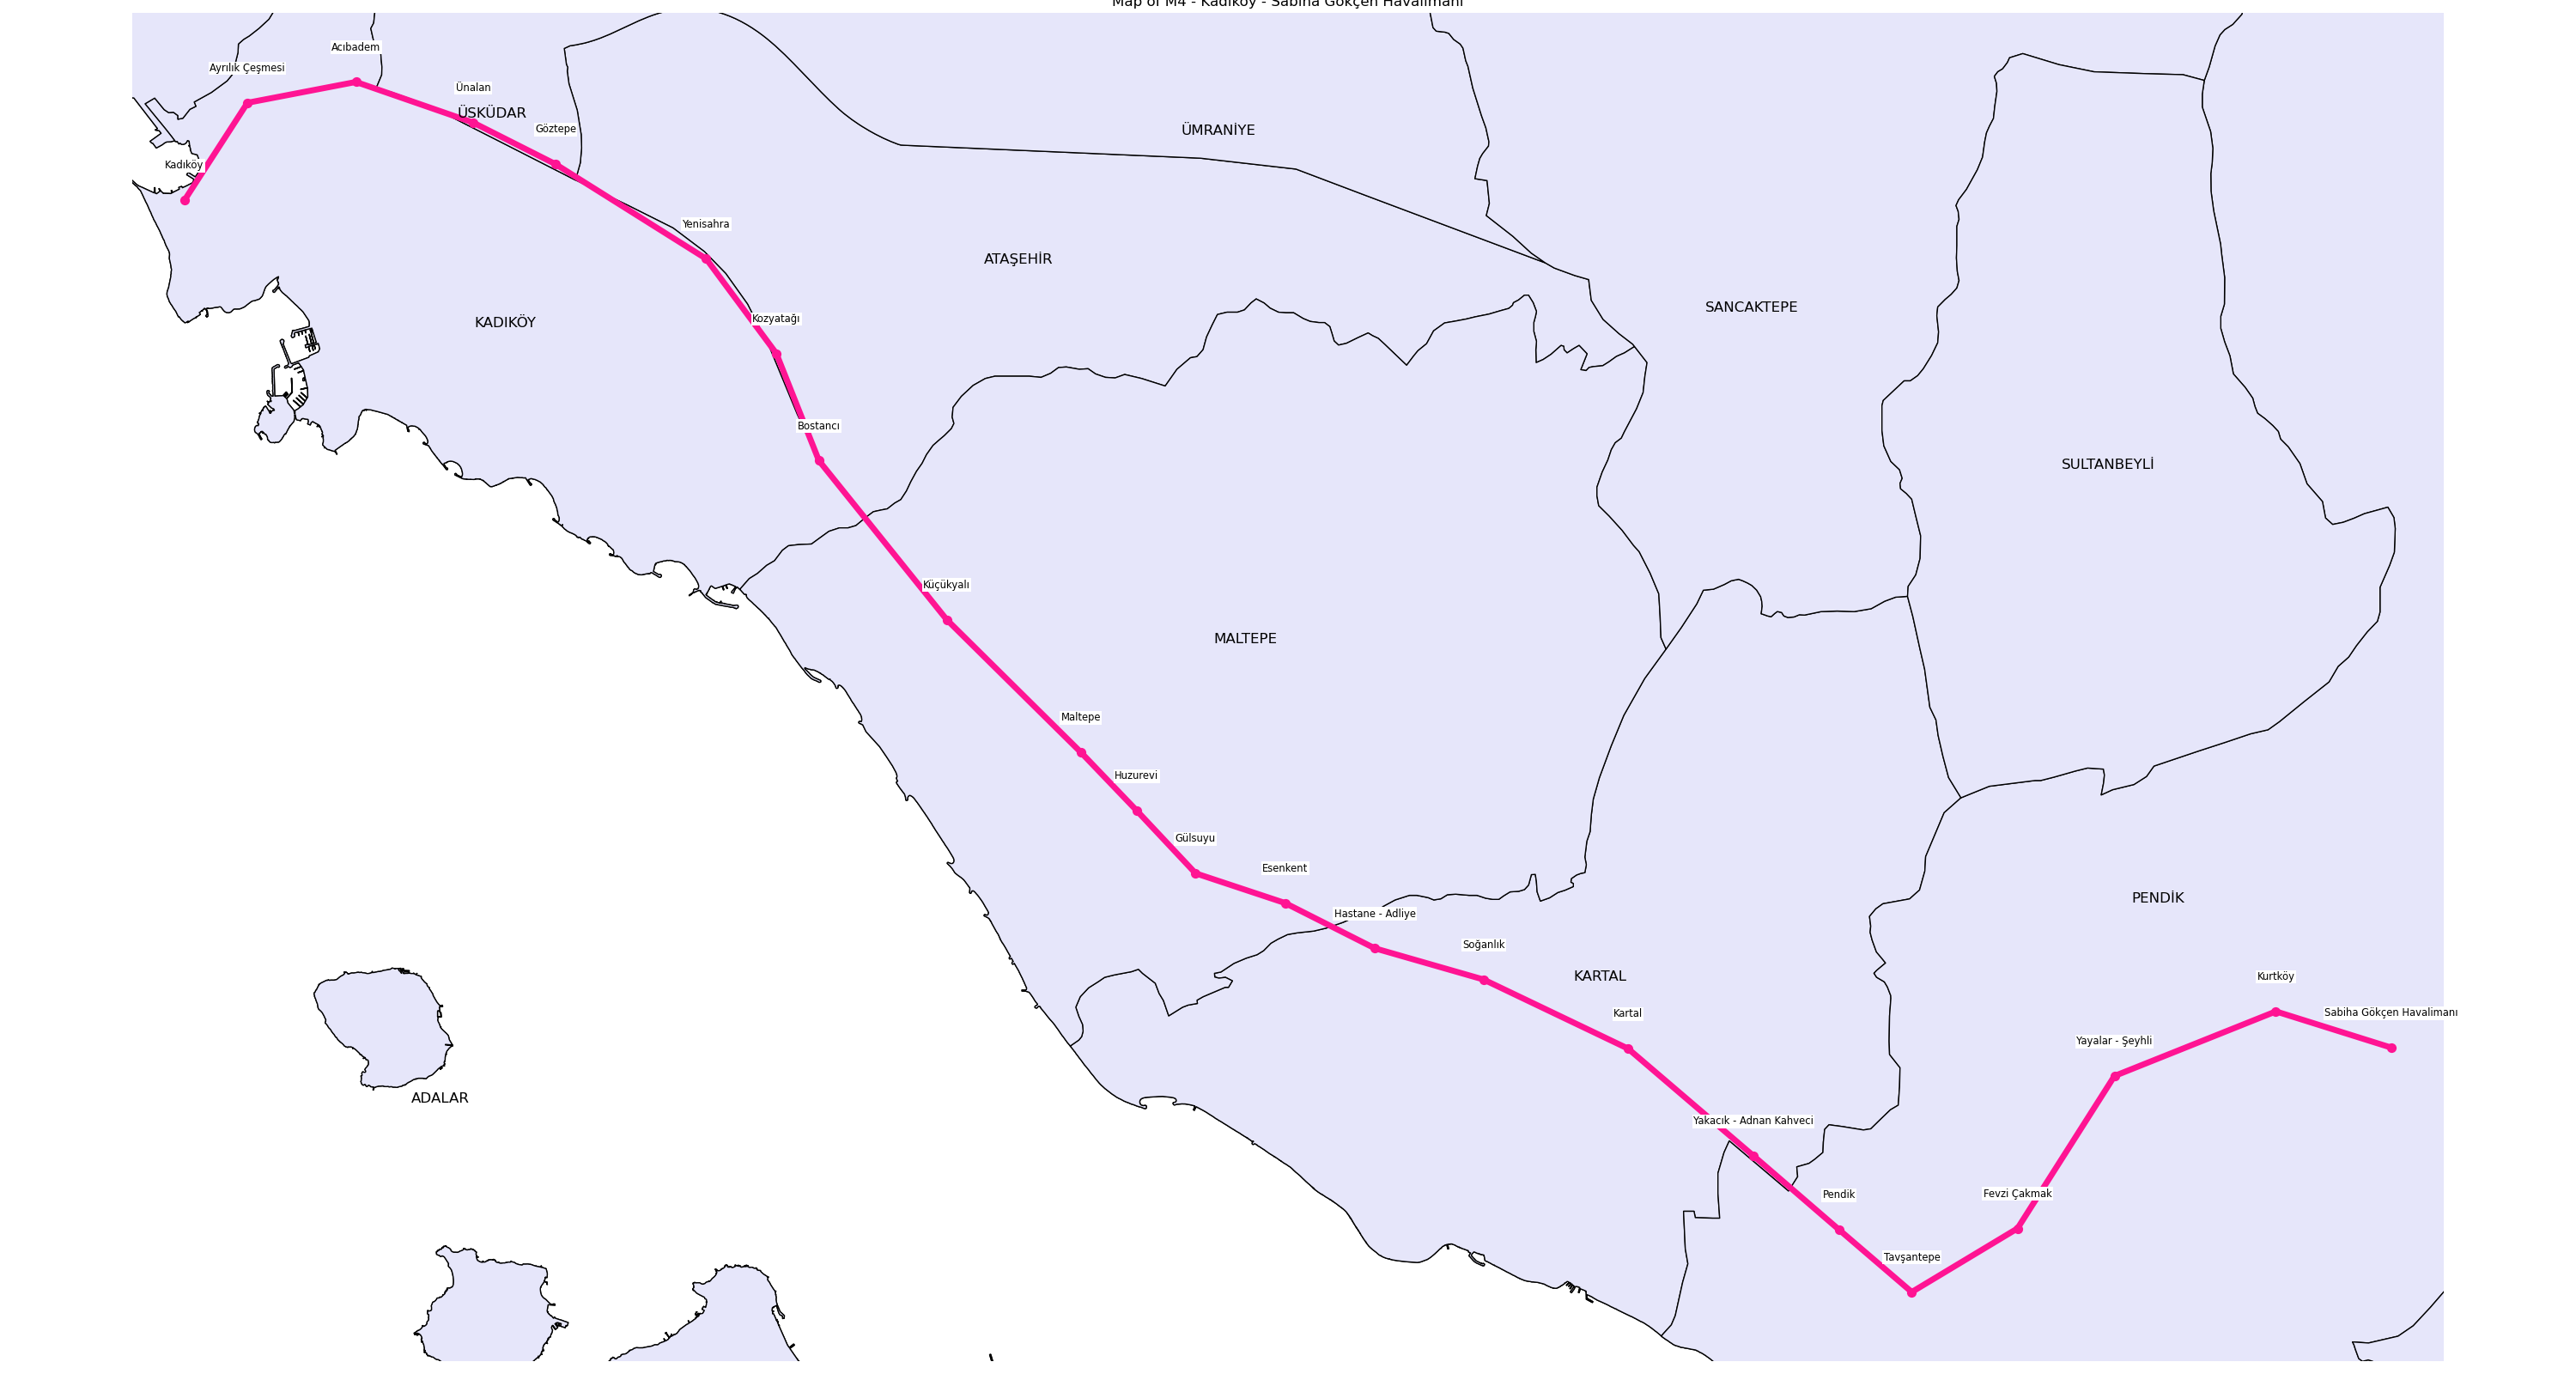 Map of M4 - Kadıköy - Sabiha Gökçen Havalimanı
Acıbadem
Ayrılık Çeşmesi
Ünalan
ÜSKÜDAR
Göztepe
ÜMRANİYE
Kadıköy
Yenisahra
ATAŞEHİR
SANCAKTEPE
Kozyatağı
KADIKÖY
Bostancı
SULTANBEYLİ
Küçükyalı
MALTEPE
Maltepe
Huzurevi
Gülsuyu
Esenkent
PENDİK
Hastane - Adliye
Soğanlık
KARTAL
Kurtköy
Kartal
Sabiha Gökçen Havalimanı
Yayalar - Şeyhli
ADALAR
Yakacık - Adnan Kahveci
Pendik
Fevzi Çakmak
Tavşantepe